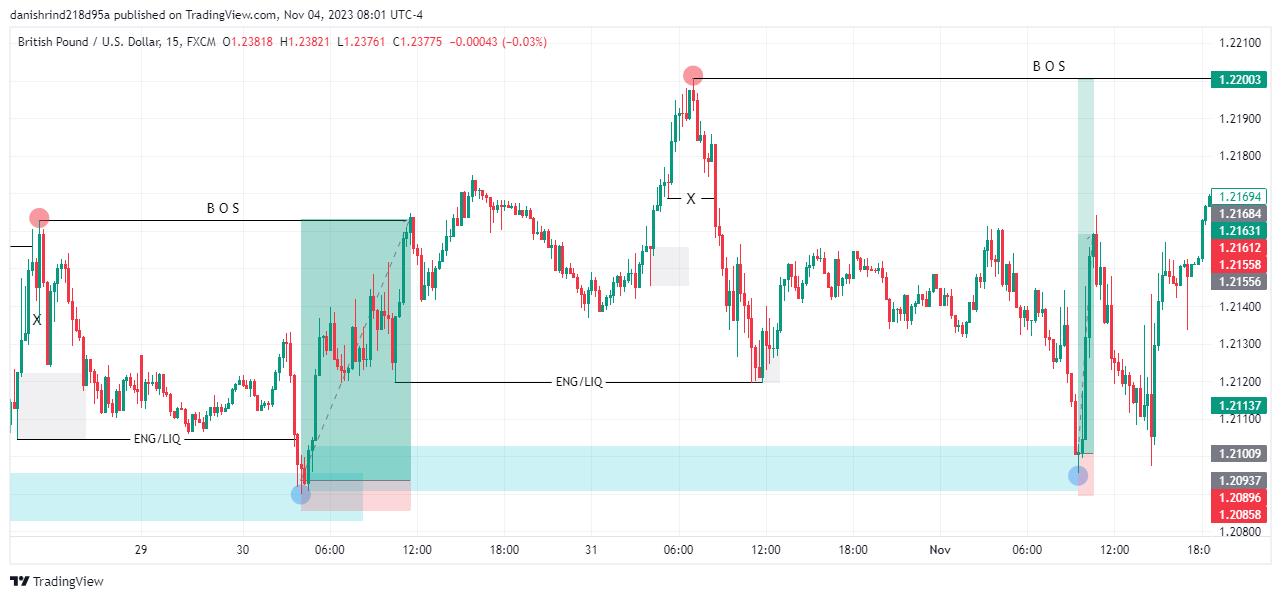 danishrind218d95a published on TradingView.com, Nov 04, 2023 08:01 UTC-4
British Pound / U.S. Dollar, 15, FXCM O1.23818 H1.23821 L1.23761 C1.23775 −0.00043 (−0.03%)
1.22100
B O S
1.22003
1.21900
1.21800
X
1.21694
B O S
1.21684
1.21631
1.21612
1.21558
1.21556
X
1.21400
1.21300
ENG/LIQ
1.21200
1.21137
1.21100
ENG/LIQ
1.21009
1.20937
1.20896
1.20858
1.20800
29 30 06:00 12:00 18:00 31 06:00 12:00 18:00 Nov 06:00 12:00 18:0
TradingView